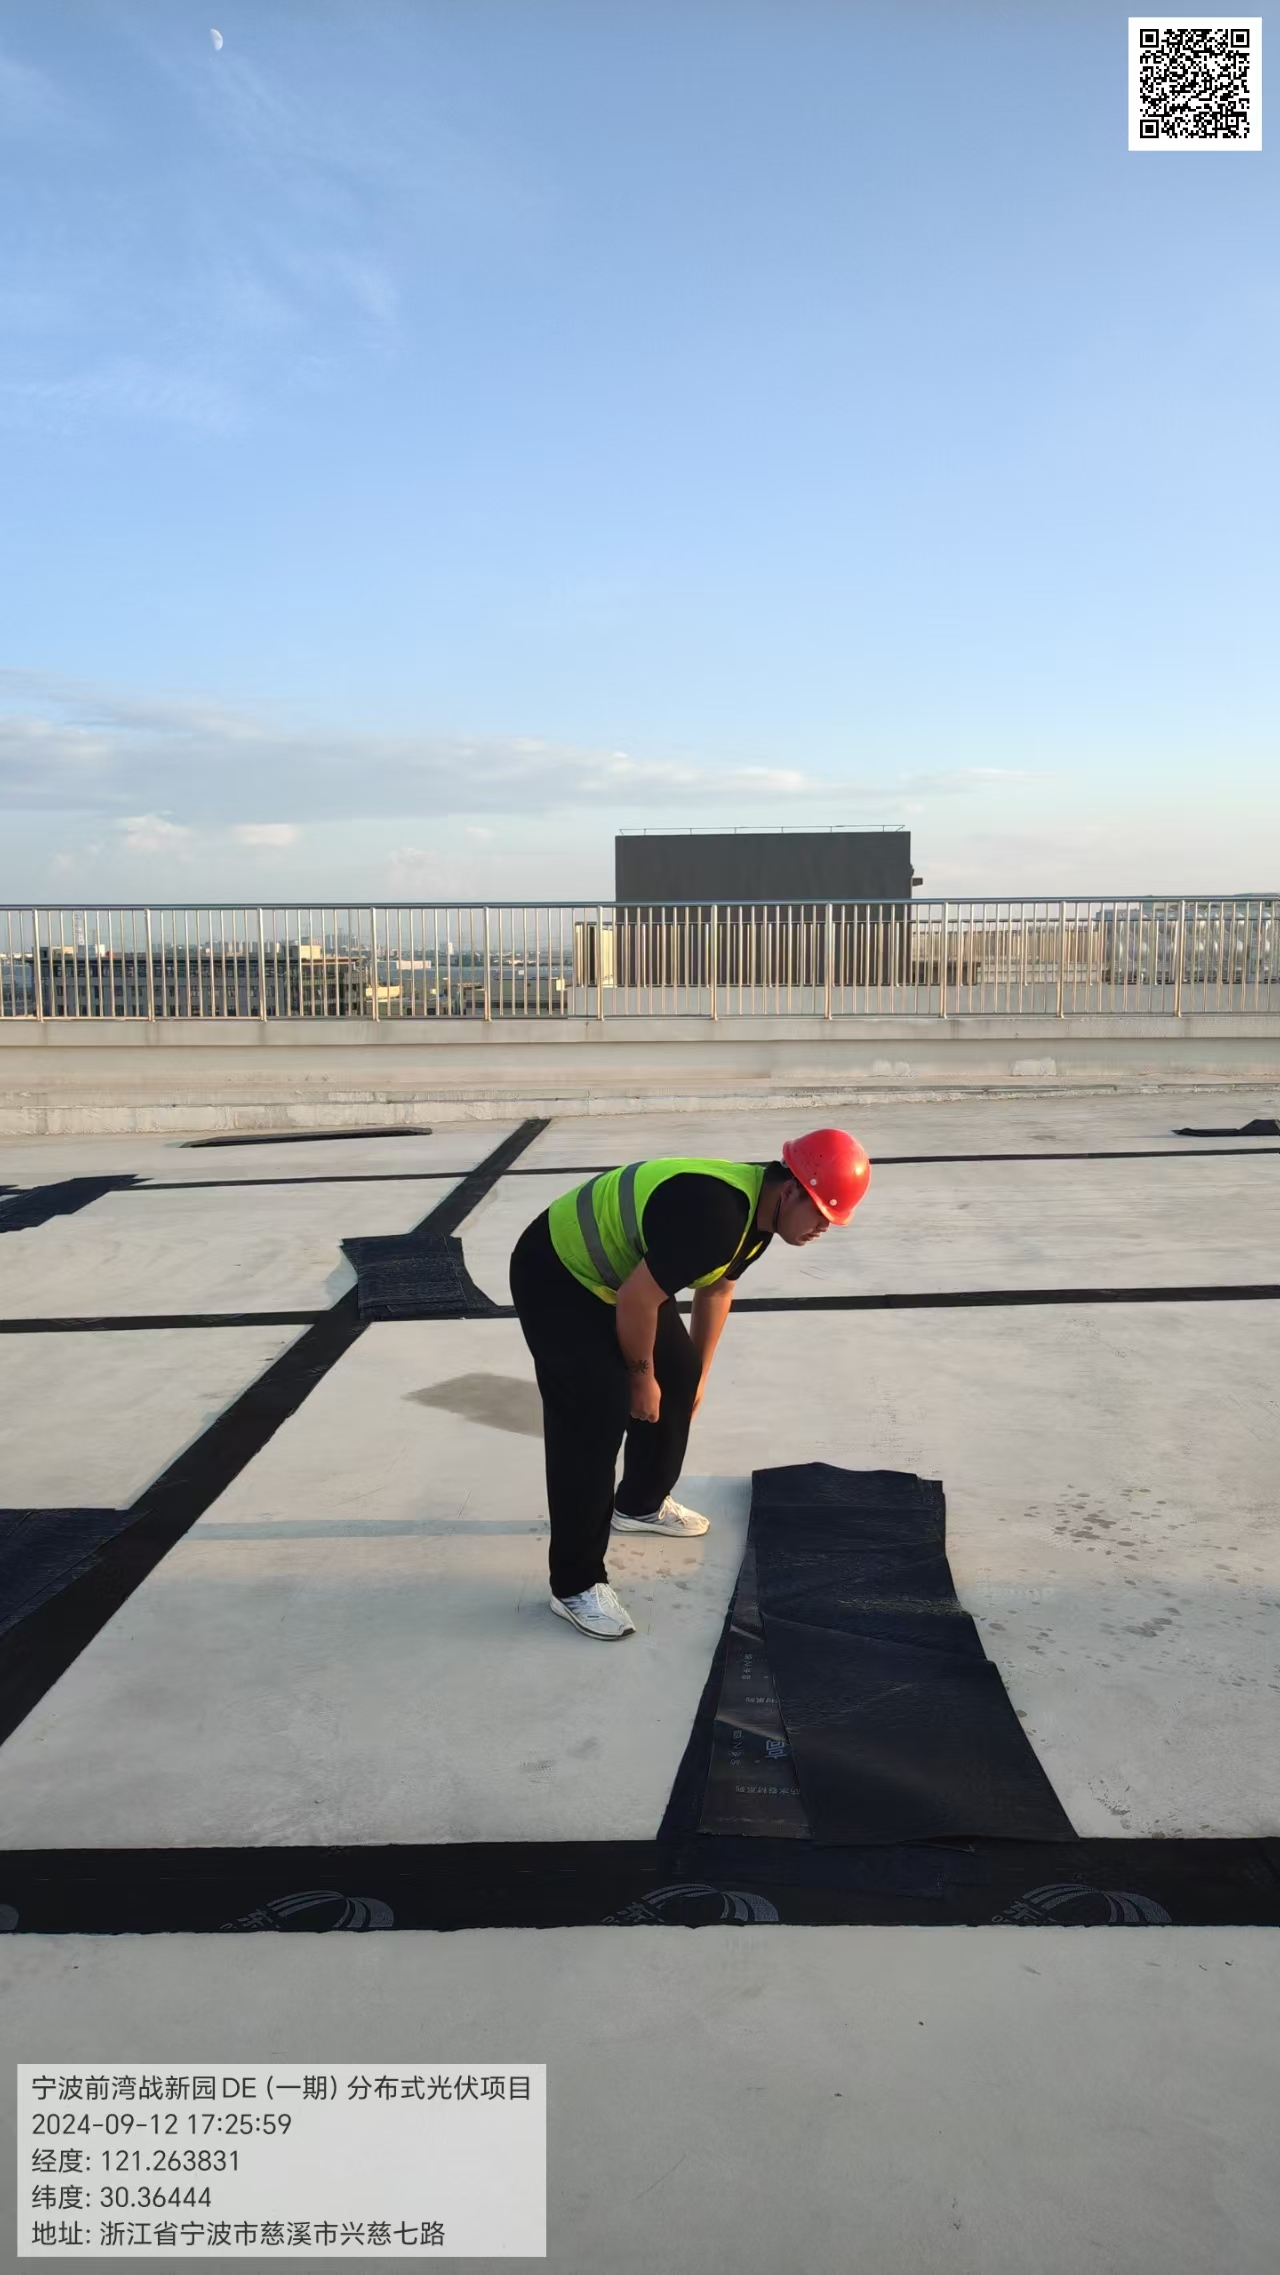 宁波前湾战新园DE（一期）分布式光伏项目
2024-09-12 17:25:59
经度: 121.263831
纬度: 30.36444
地址: 浙江省宁波市慈溪市兴慈七路